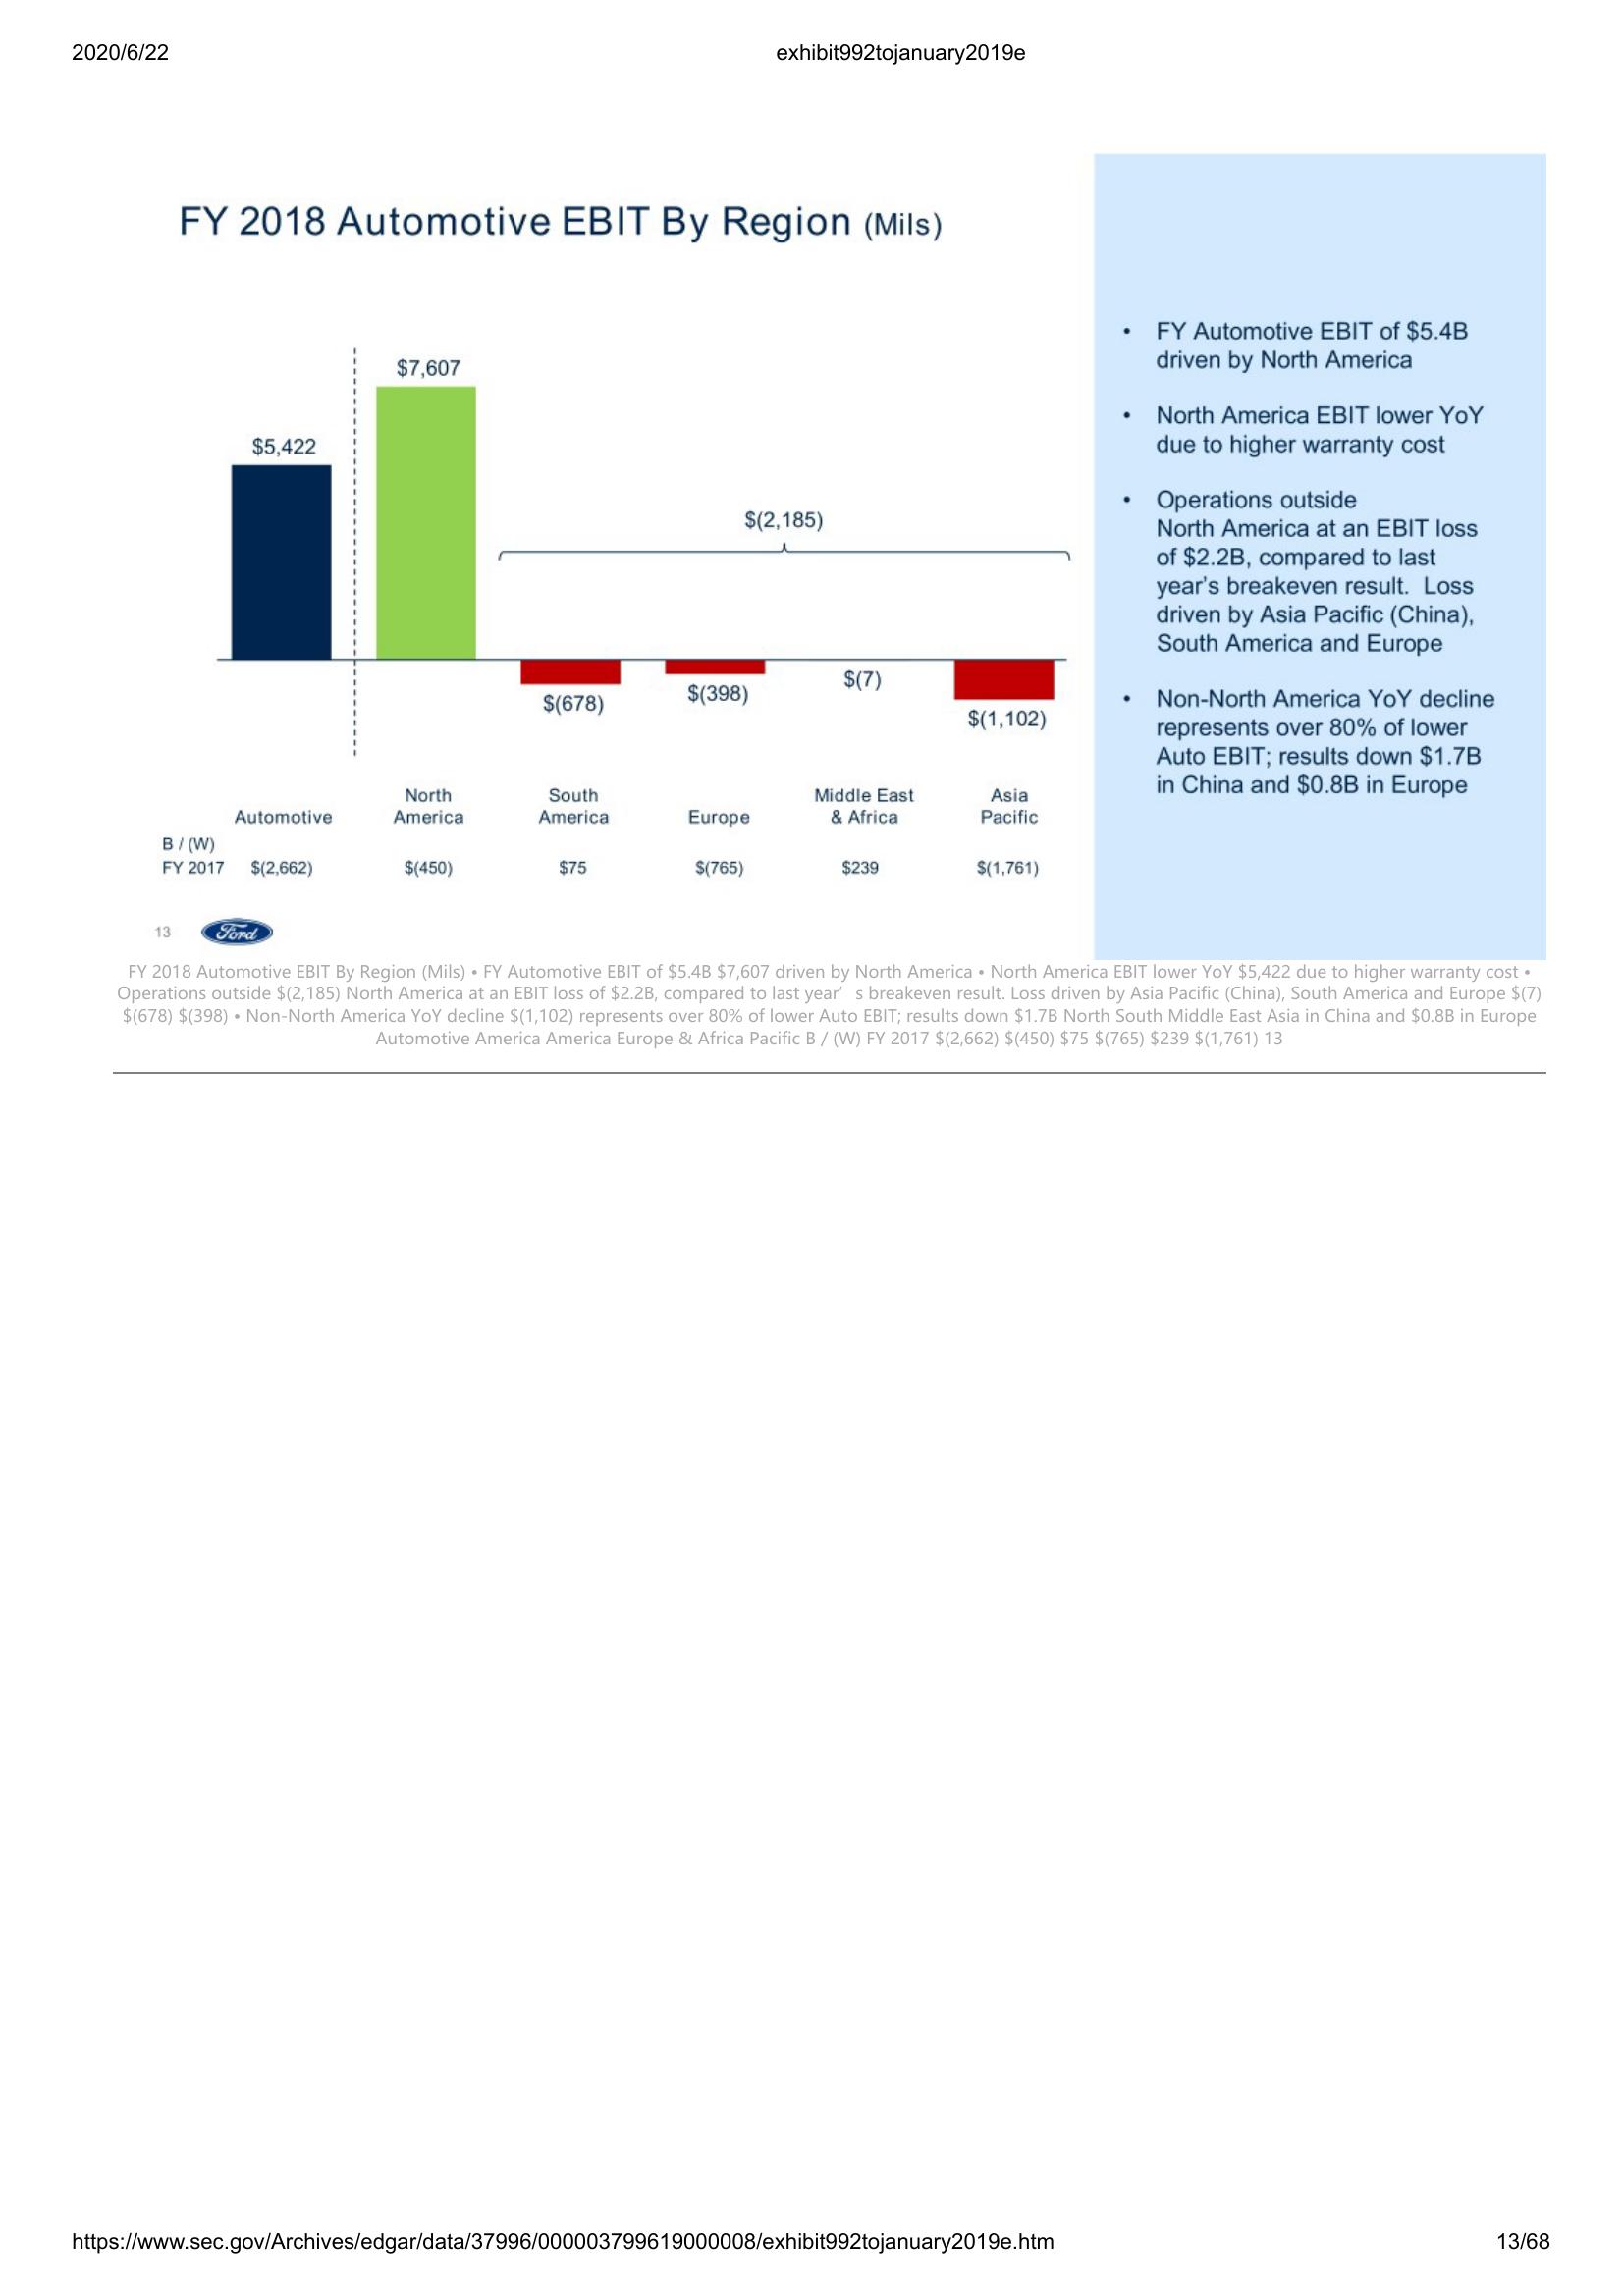 2020/6/22 exhibit992tojanuary2019e
FY 2018 Automotive EBIT By Region (Mils)
$7,607
$5,422
$(2,185)
$(678) $(398) $(7) $(1,102)
Automotive North America South America Europe Middle East & Africa Asia Pacific
B / (W)
FY 2017 $(2,662) $(450) $75 $(765) $239 $(1,761)
13 Ford
• FY Automotive EBIT of $5.4B
driven by North America
• North America EBIT lower YoY
due to higher warranty cost
• Operations outside
North America at an EBIT loss
of $2.2B, compared to last
year's breakeven result. Loss
driven by Asia Pacific (China),
South America and Europe
• Non-North America YoY decline
represents over 80% of lower
Auto EBIT; results down $1.7B
in China and $0.8B in Europe
FY 2018 Automotive EBIT By Region (Mils) • FY Automotive EBIT of $5.4B $7,607 driven by North America • North America EBIT lower YoY $5,422 due to higher warranty cost •
Operations outside $(2,185) North America at an EBIT loss of $2.2B, compared to last year' s breakeven result. Loss driven by Asia Pacific (China), South America and Europe $(7)
$(678) $(398) • Non-North America YoY decline $(1,102) represents over 80% of lower Auto EBIT; results down $1.7B North South Middle East Asia in China and $0.8B in Europe
Automotive America America Europe & Africa Pacific B / (W) FY 2017 $(2,662) $(450) $75 $(765) $239 $(1,761) 13
https://www.sec.gov/Archives/edgar/data/37996/000003799619000008/exhibit992tojanuary2019e.htm 13/68